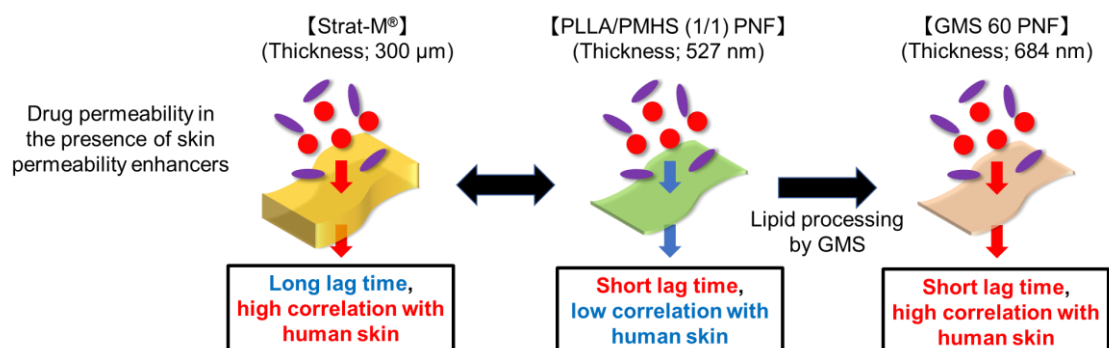 【Strat-M®】
(Thickness; 300 μm)
【PLLA/PMHS (1/1) PNF】
(Thickness; 527 nm)
【GMS 60 PNF】
(Thickness; 684 nm)
Drug permeability in
the presence of skin
permeability enhancers
Lipid processing
by GMS
Long lag time,
high correlation with
human skin
Short lag time,
low correlation with
human skin
Short lag time,
high correlation with
human skin